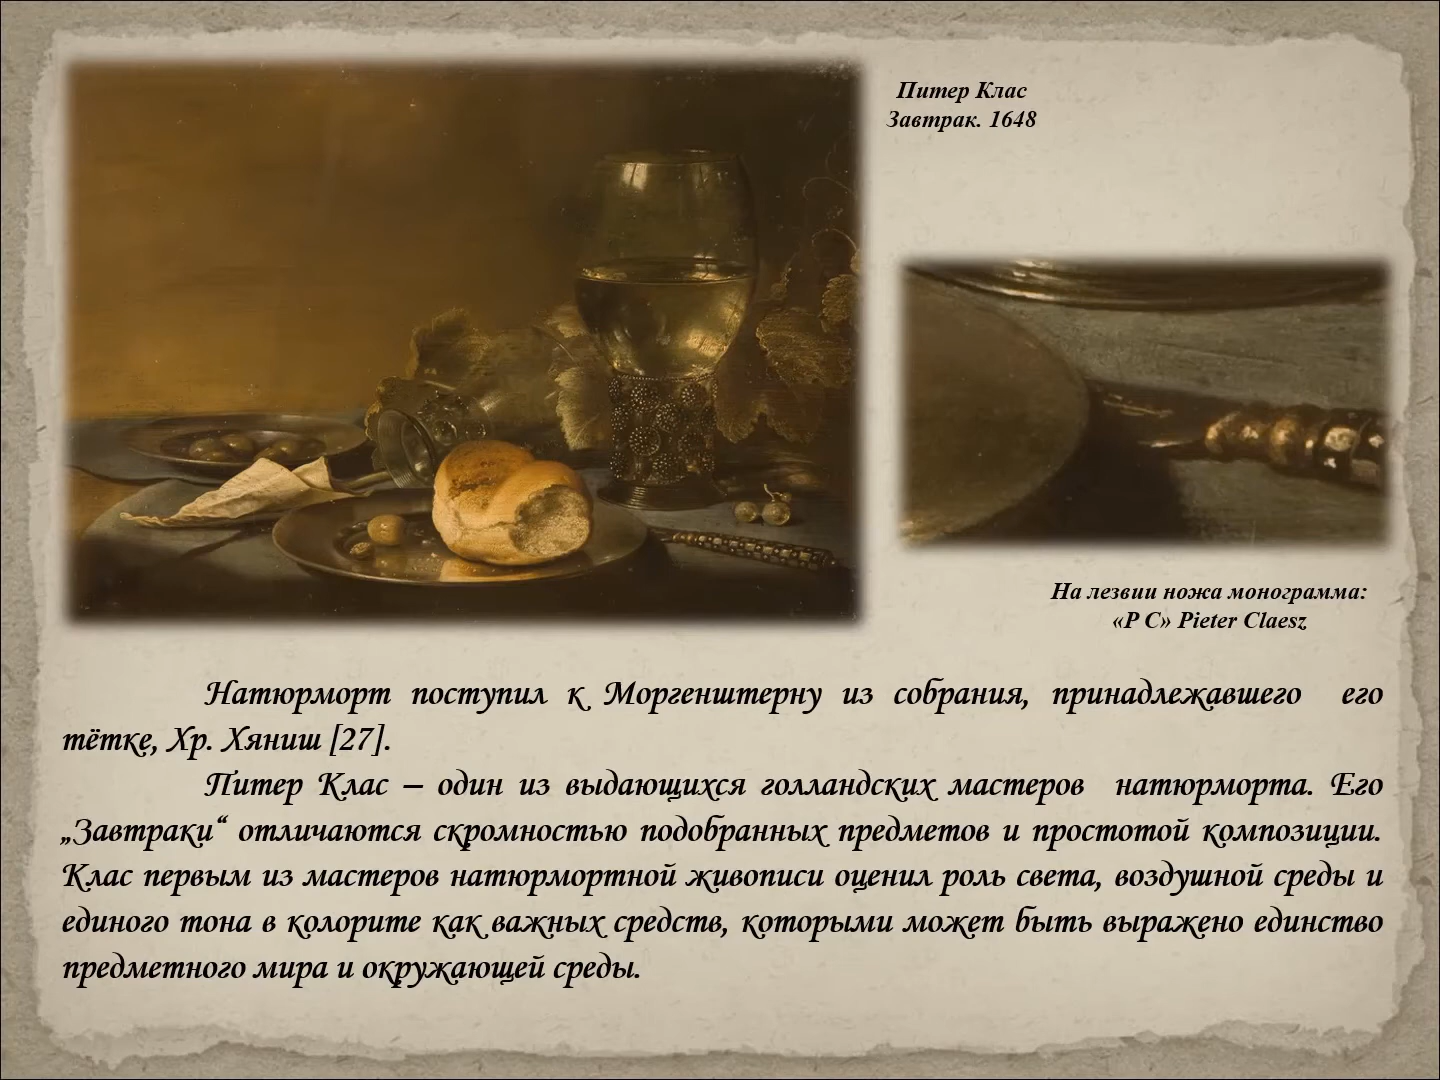 Питер Клас
Завтрак. 1648
На лезвии ножа монограмма:
«P C» Pieter Claesz
Натюрморт поступил к Моргенштерну из собрания, принадлежавшего его
тётке, Хр. Хяниш [27].
Питер Клас – один из выдающихся голландских мастеров натюрморта. Его
„Завтраки“ отличаются скромностью подобранных предметов и простотой композиции.
Клас первым из мастеров натюрмортной живописи оценил роль света, воздушной среды и
единого тона в колорите как важных средств, которыми может быть выражено единство
предметного мира и окружающей среды.